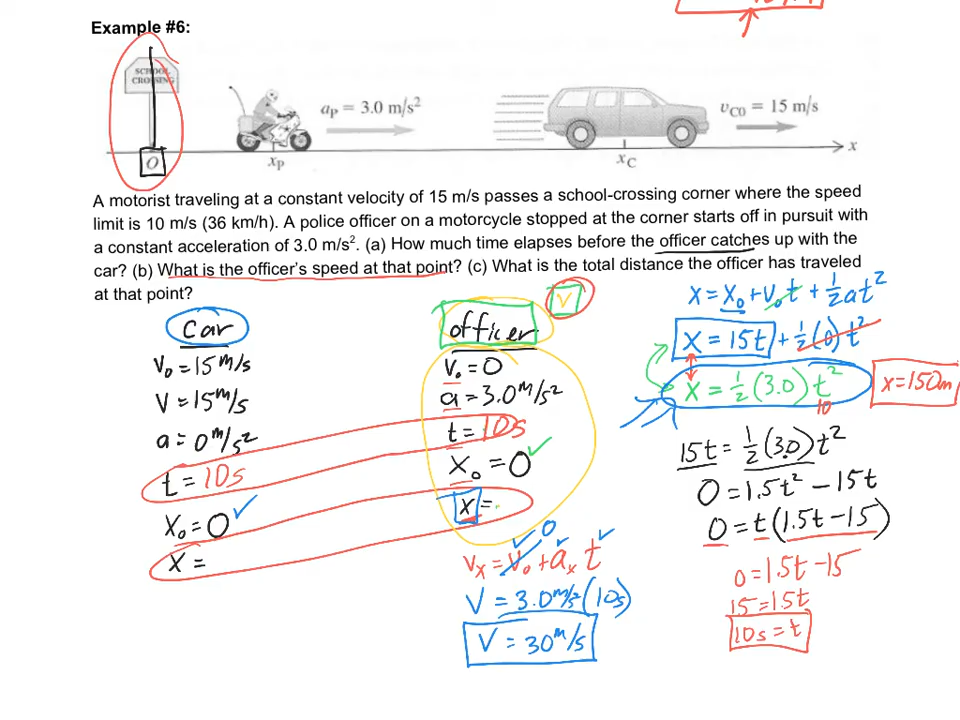 Example #6:
SCHOOL
CROSSING
aP = 3.0 m/s²
vC0 = 15 m/s
O
xP
xC
x
A motorist traveling at a constant velocity of 15 m/s passes a school-crossing corner where the speed
limit is 10 m/s (36 km/h). A police officer on a motorcycle stopped at the corner starts off in pursuit with
a constant acceleration of 3.0 m/s². (a) How much time elapses before the officer catches up with the
car? (b) What is the officer's speed at that point? (c) What is the total distance the officer has traveled
at that point?
car
V₀ = 15 m/s
V = 15 m/s
a = 0 m/s²
t = 10s
X₀ = 0 ✓
X =
officer
V
V₀ = 0
a = 3.0 m/s²
t = 10s
X₀ = 0 ✓
X =
0
Vx = V₀ + ax t
V = 3.0 m/s² (10s)
V = 30 m/s
X = X₀ + V₀t + ½at²
X = 15t + ½(0)t²
X = ½(3.0)t²
10
X = 150m
15t = ½(3.0)t²
0 = 1.5t² - 15t
0 = t(1.5t - 15)
0 = 1.5t - 15
15 = 1.5t
10s = t